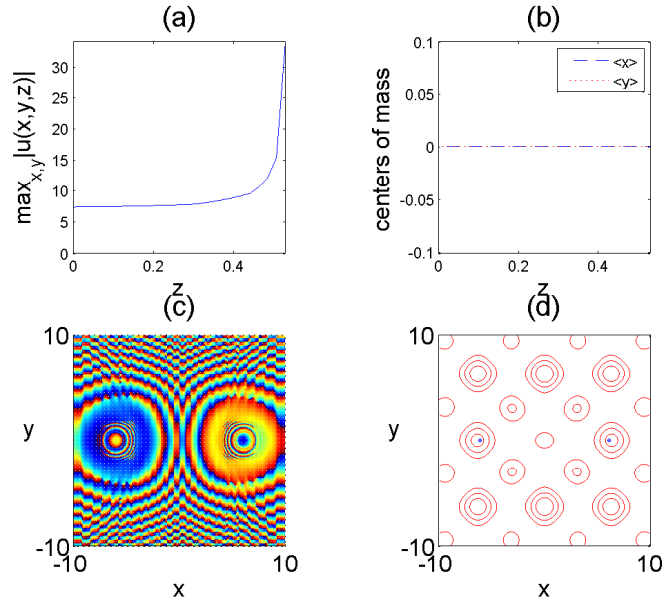 (a)
max_{x,y}|u(x,y,z)|
30
25
20
15
10
5
0
0
0.2
0.4
z
(b)
centers of mass
0.1
0.05
0
-0.05
-0.1
<x>
<y>
0
0.2
0.4
z
(c)
10
y
-10
-10
10
x
(d)
10
y
-10
-10
10
x